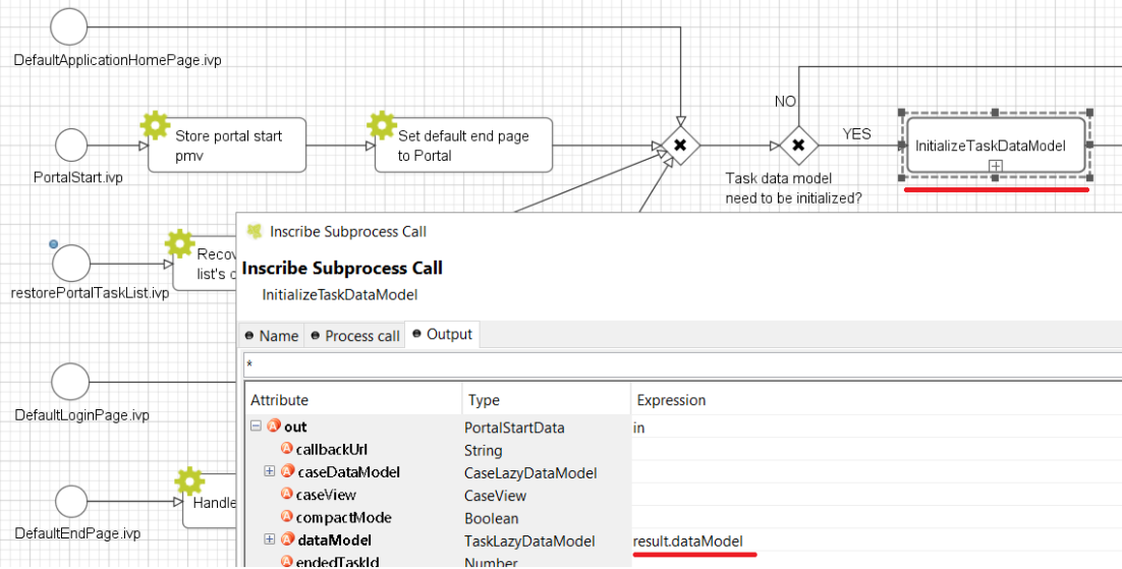 DefaultApplicationHomePage.ivp
NO
Store portal start
pmv
Set default end page
to Portal
YES
InitializeTaskDataModel
PortalStart.ivp
Task data model
need to be initialized?
Inscribe Subprocess Call
Recov
list's c
Inscribe Subprocess Call
restorePortalTaskList.ivp
InitializeTaskDataModel
Name
Process call
Output
*
DefaultLoginPage.ivp
Attribute Type Expression
out PortalStartData in
callbackUrl String
caseDataModel CaseLazyDataModel
caseView CaseView
Handle
compactMode Boolean
DefaultEndPage.ivp
dataModel TaskLazyDataModel result.dataModel
endedTaskId Number